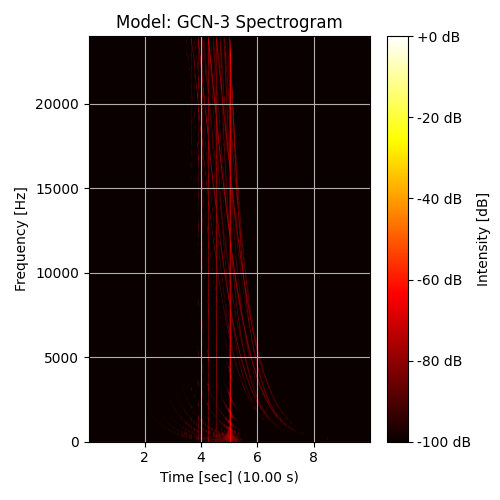 Model: GCN-3 Spectrogram
+0 dB
20000
-20 dB
15000
-40 dB
Frequency [Hz]
Intensity [dB]
10000
-60 dB
5000
-80 dB
0
-100 dB
2
4
6
8
Time [sec] (10.00 s)